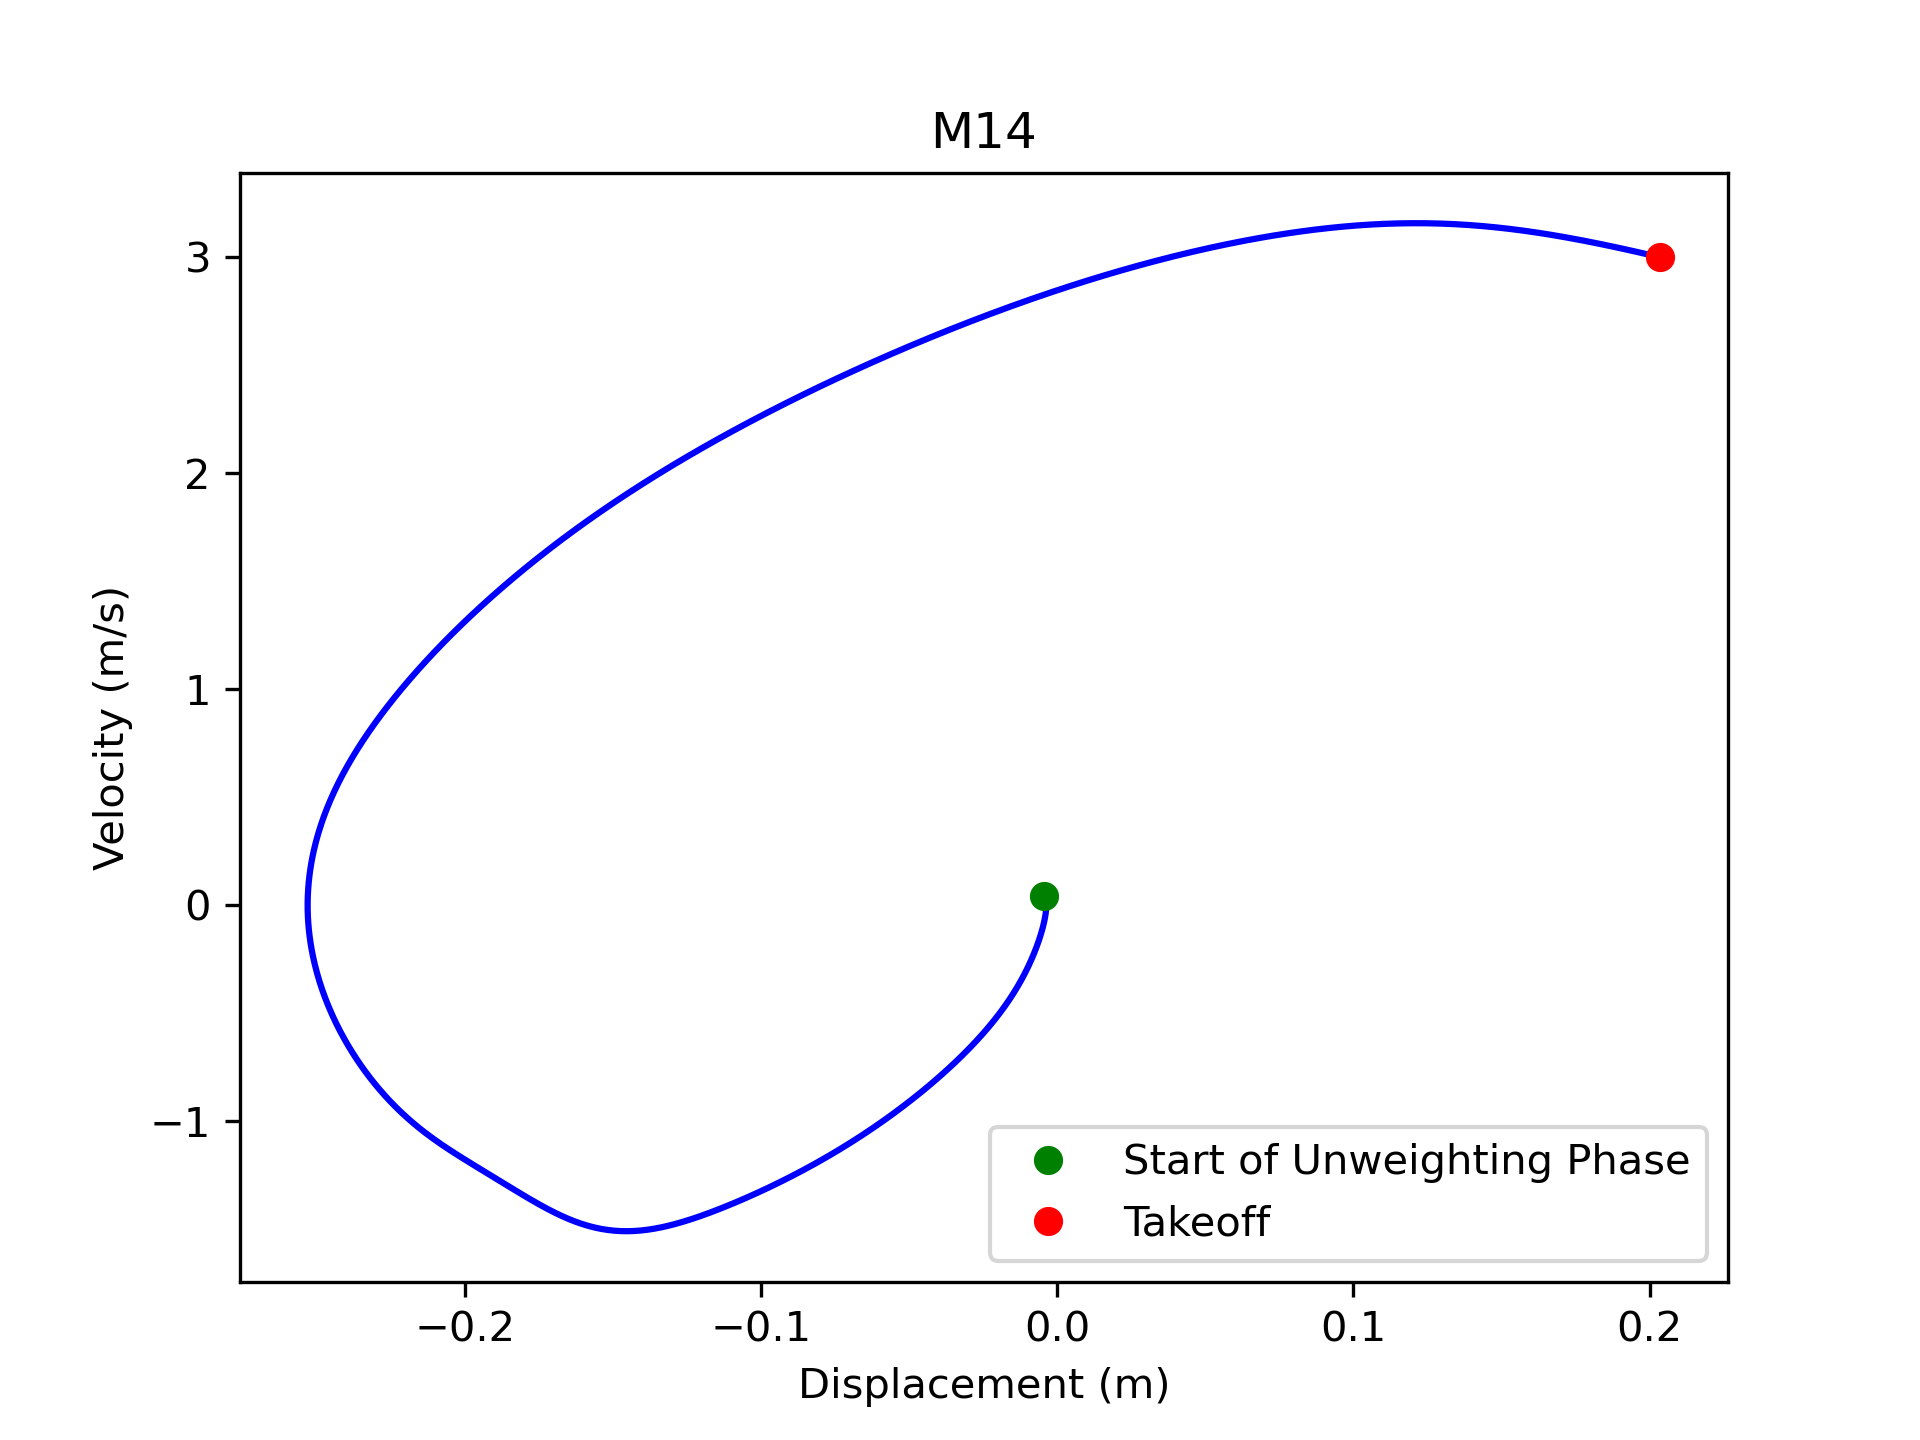 M14
3
2
1
0
−1
Velocity (m/s)
Start of Unweighting Phase
Takeoff
−0.2
−0.1
0.0
0.1
0.2
Displacement (m)